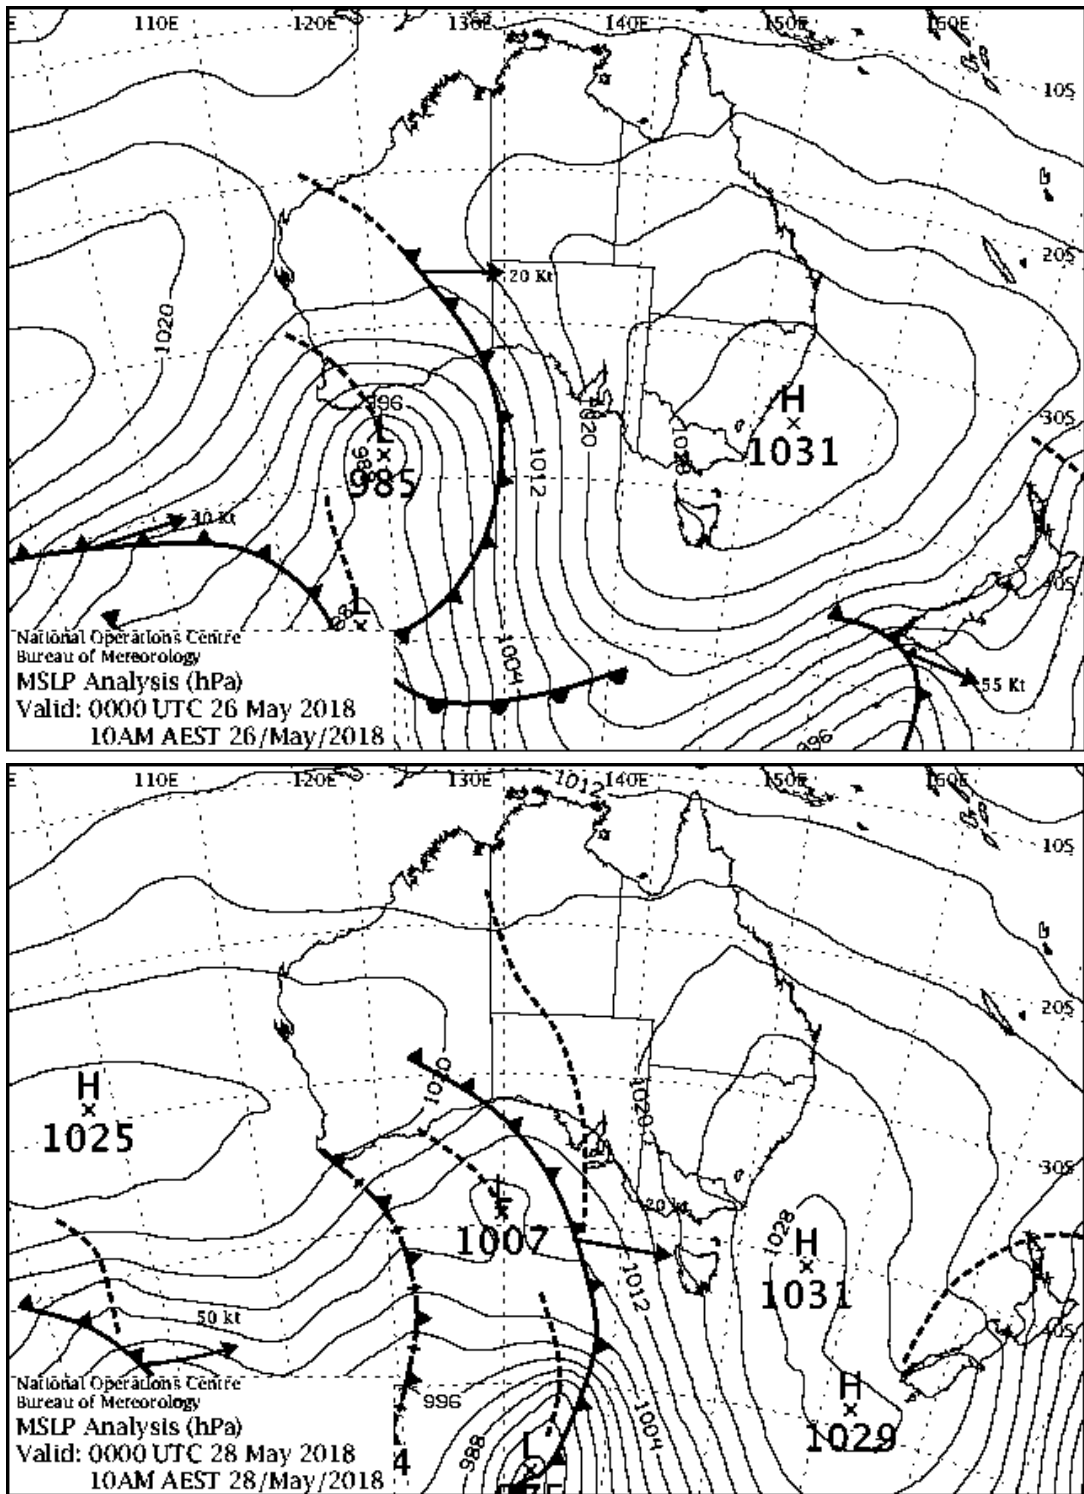 E 110E 120E 130E 140E 150E 160E
10S
20S
20 Kt
1020
H
30S
996
1020
1031
L
1012
985
40 Kt
40S
L
National Operations Centre
Bureau of Meteorology
MSLP Analysis (hPa)
1004
55 Kt
Valid: 0000 UTC 26 May 2018
996
10AM AEST 26/May/2018
E 110E 120E 130E 1012 140E 150E 160E
10S
20S
1020
H
1020
1025
30S
20 Kt
1007
1028
H
1012
1031
50 Kt
40S
National Operations Centre
Bureau of Meteorology
H
996
MSLP Analysis (hPa)
1004
1029
Valid: 0000 UTC 28 May 2018
L
988
4
10AM AEST 28/May/2018